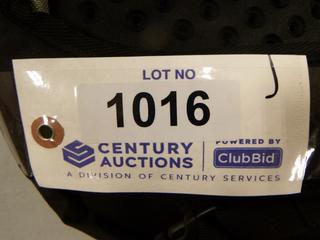 LOT NO
1016
CENTURY AUCTIONS
POWERED BY
ClubBid
A DIVISION OF CENTURY SERVICES